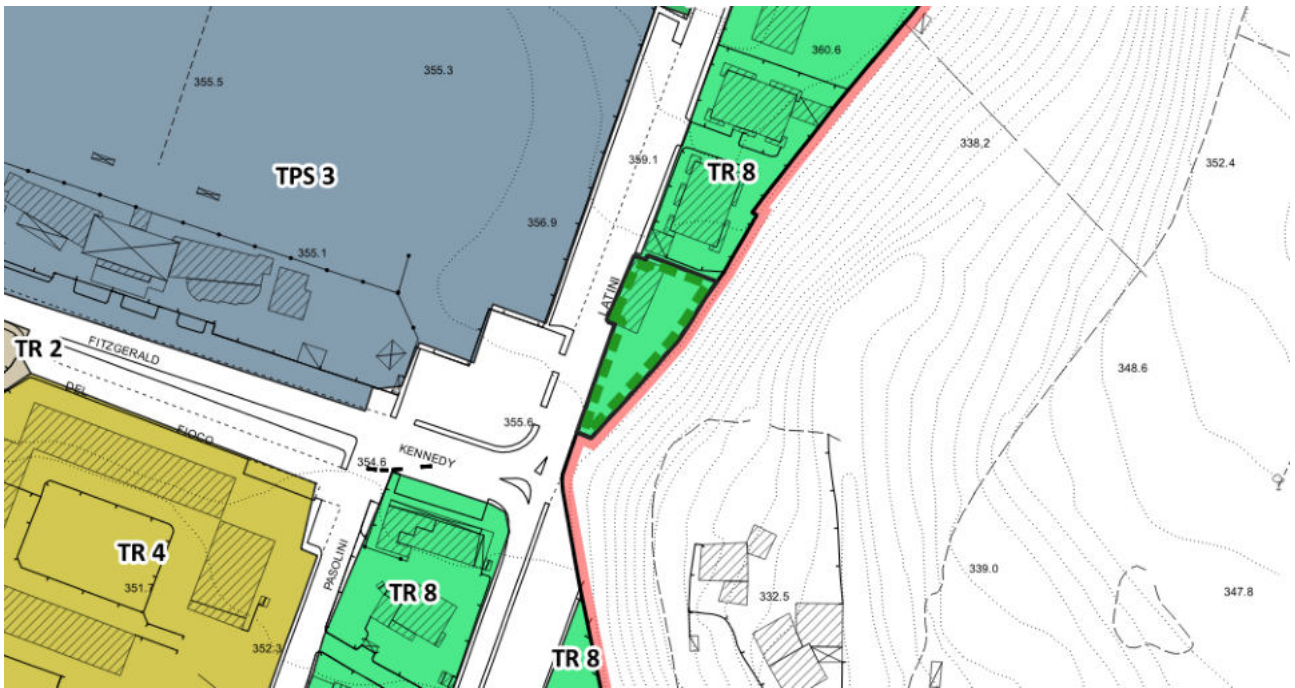 360.6
355.3
355.5
338.2
359.1
352.4
TPS 3
TR 8
356.9
355.1
LATINI
TR 2
FITZGERALD
348.6
DEL
FIOCO
355.6
KENNEDY
354.6
TR 4
339.0
351.7
PASOLINI
TR 8
332.5
347.8
352.3
TR 8